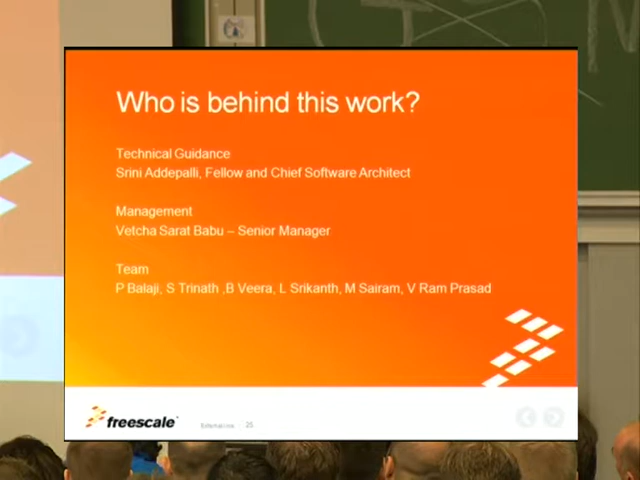 Who is behind this work?
Technical Guidance
Srini Addepalli, Fellow and Chief Software Architect
Management
Vetcha Sarat Babu – Senior Manager
Team
P Balaji, S Trinath ,B Veera, L Srikanth, M Sairam, V Ram Prasad
freescale
25